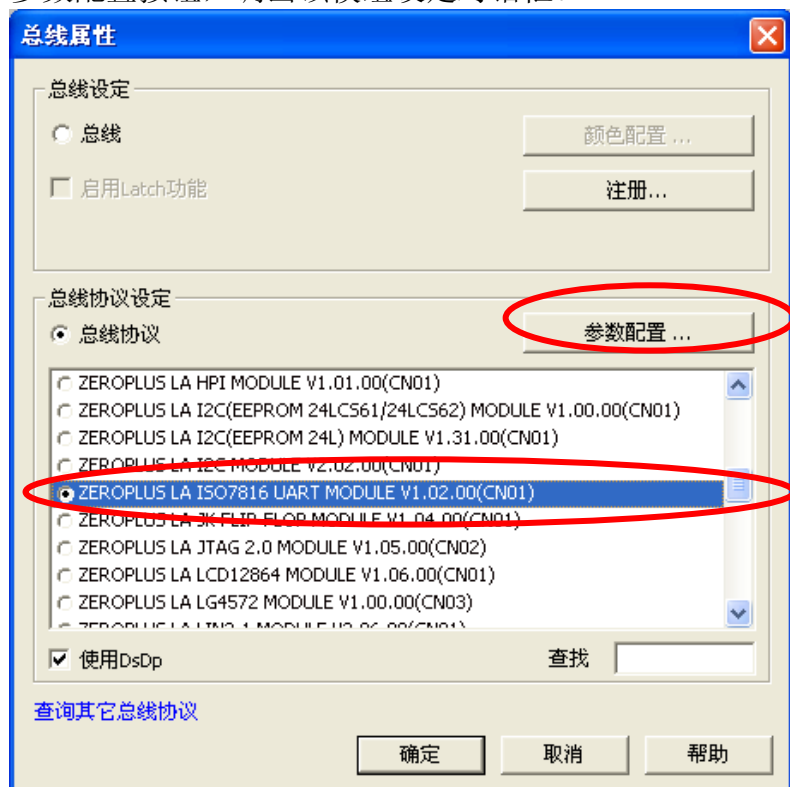 总线属性
总线设定
总线
颜色配置 ...
启用Latch功能
注册...
总线协议设定
总线协议
参数配置 ...
ZEROPLUS LA HPI MODULE V1.01.00(CN01)
ZEROPLUS LA I2C(EEPROM 24LCS61/24LCS62) MODULE V1.00.00(CN01)
ZEROPLUS LA I2C(EEPROM 24L) MODULE V1.31.00(CN01)
ZEROPLUS LA I2C MODULE V2.02.00(CN01)
ZEROPLUS LA ISO7816 UART MODULE V1.02.00(CN01)
ZEROPLUS LA JK FLIP-FLOP MODULE V1.04.00(CN01)
ZEROPLUS LA JTAG 2.0 MODULE V1.05.00(CN02)
ZEROPLUS LA LCD12864 MODULE V1.06.00(CN01)
ZEROPLUS LA LG4572 MODULE V1.00.00(CN03)
使用DsDp
查找
查询其它总线协议
确定
取消
帮助